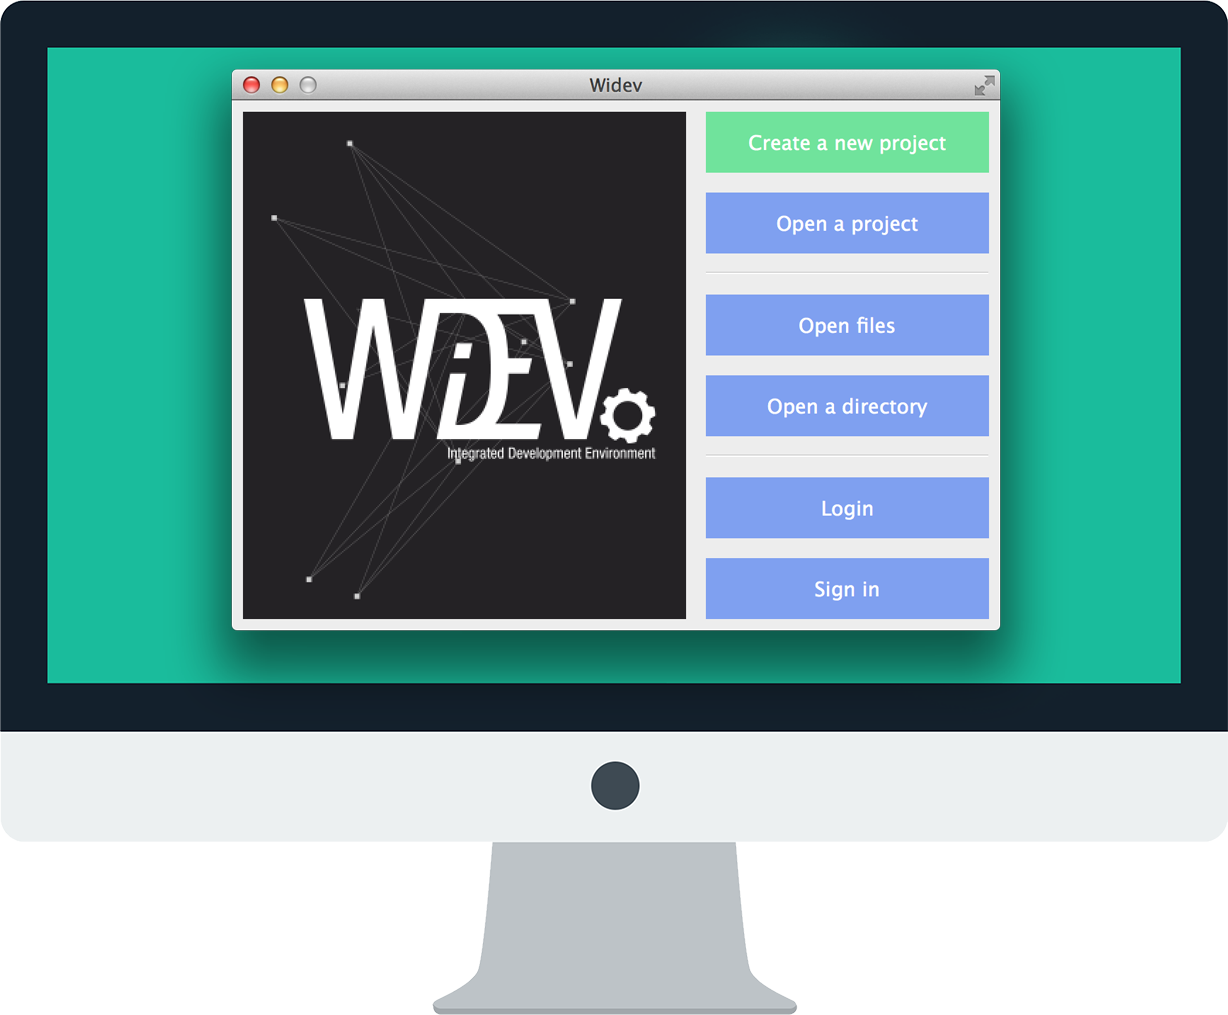 Widev
WiDEV
Integrated Development Environment
Create a new project
Open a project
Open files
Open a directory
Login
Sign in